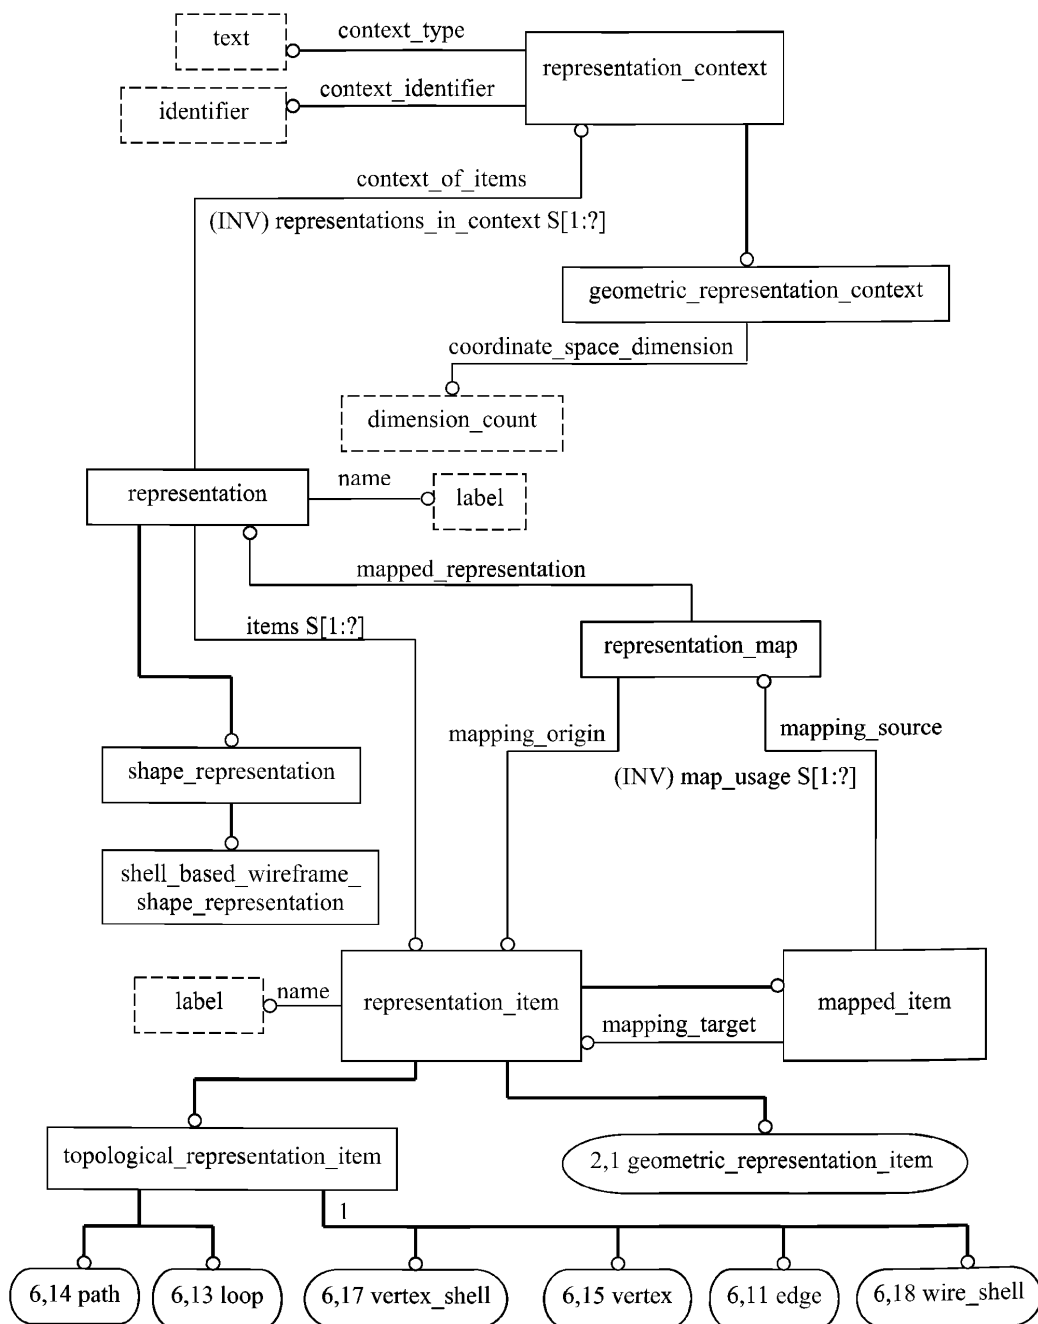 text
context_type
representation_context
identifier
context_identifier
context_of_items
(INV) representations_in_context S[1:?]
geometric_representation_context
coordinate_space_dimension
dimension_count
representation
name
label
mapped_representation
items S[1:?]
representation_map
mapping_origin
mapping_source
(INV) map_usage S[1:?]
shape_representation
shell_based_wireframe_
shape_representation
label
name
representation_item
mapped_item
mapping_target
topological_representation_item
2,1 geometric_representation_item
1
6,14 path
6,13 loop
6,17 vertex_shell
6,15 vertex
6,11 edge
6,18 wire_shell